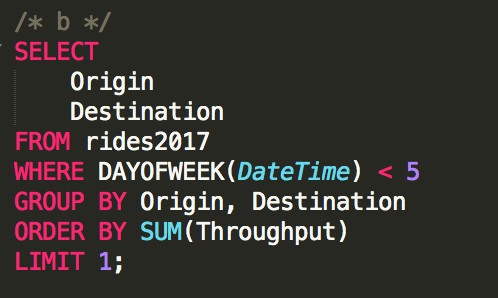 /* b */
SELECT
    Origin
    Destination
FROM rides2017
WHERE DAYOFWEEK(DateTime) < 5
GROUP BY Origin, Destination
ORDER BY SUM(Throughput)
LIMIT 1;